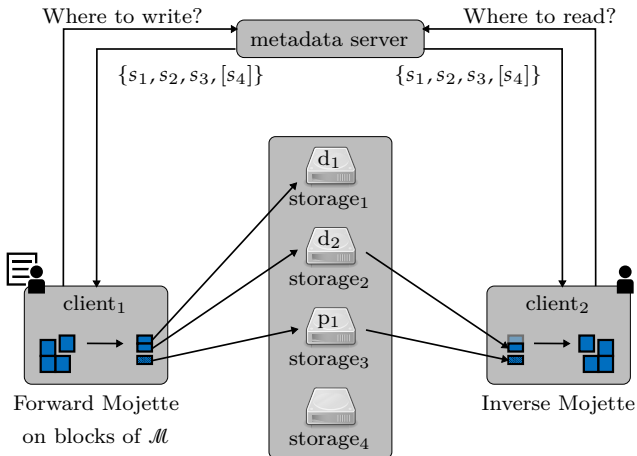 Where to write?
Where to read?
metadata server
{s₁, s₂, s₃, [s₄]}
{s₁, s₂, s₃, [s₄]}
d₁
storage₁
d₂
storage₂
client₁
client₂
p₁
storage₃
storage₄
Forward Mojette
on blocks of ℳ
Inverse Mojette